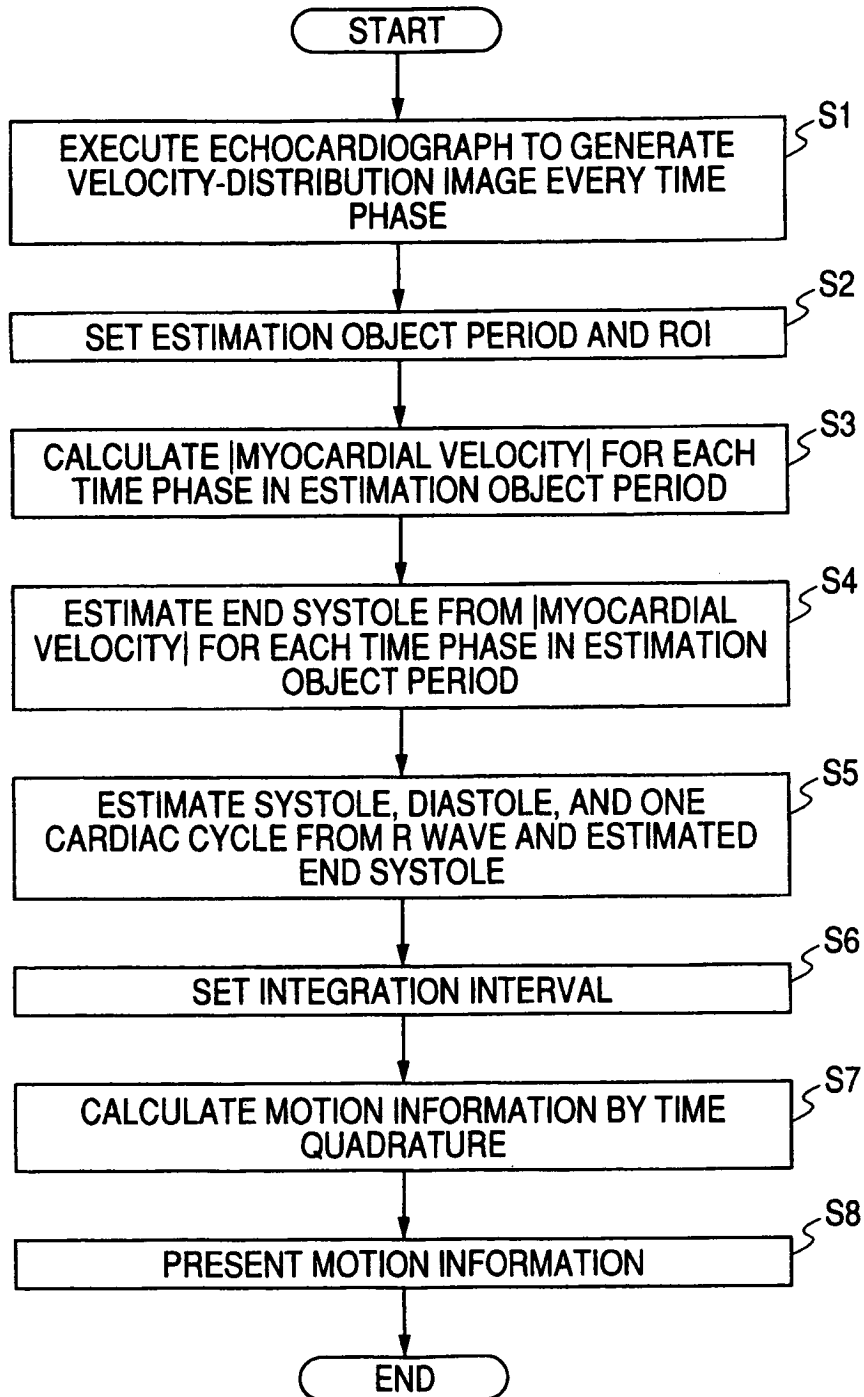 START
S1
EXECUTE ECHOCARDIOGRAPH TO GENERATE
VELOCITY-DISTRIBUTION IMAGE EVERY TIME
PHASE
S2
SET ESTIMATION OBJECT PERIOD AND ROI
S3
CALCULATE |MYOCARDIAL VELOCITY| FOR EACH
TIME PHASE IN ESTIMATION OBJECT PERIOD
S4
ESTIMATE END SYSTOLE FROM |MYOCARDIAL
VELOCITY| FOR EACH TIME PHASE IN ESTIMATION
OBJECT PERIOD
S5
ESTIMATE SYSTOLE, DIASTOLE, AND ONE
CARDIAC CYCLE FROM R WAVE AND ESTIMATED
END SYSTOLE
S6
SET INTEGRATION INTERVAL
S7
CALCULATE MOTION INFORMATION BY TIME
QUADRATURE
S8
PRESENT MOTION INFORMATION
END